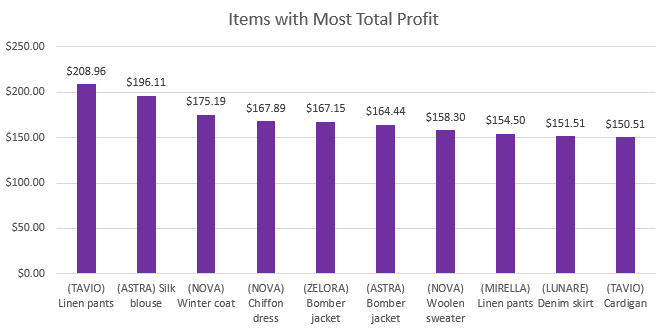 Items with Most Total Profit
$250.00
$200.00
$150.00
$100.00
$50.00
$0.00
$208.96
$196.11
$175.19
$167.89
$167.15
$164.44
$158.30
$154.50
$151.51
$150.51
(TAVIO)
Linen pants
(ASTRA) Silk
blouse
(NOVA)
Winter coat
(NOVA)
Chiffon
dress
(ZELORA)
Bomber
jacket
(ASTRA)
Bomber
jacket
(NOVA)
Woolen
sweater
(MIRELLA)
Linen pants
(LUNARE)
Denim skirt
(TAVIO)
Cardigan